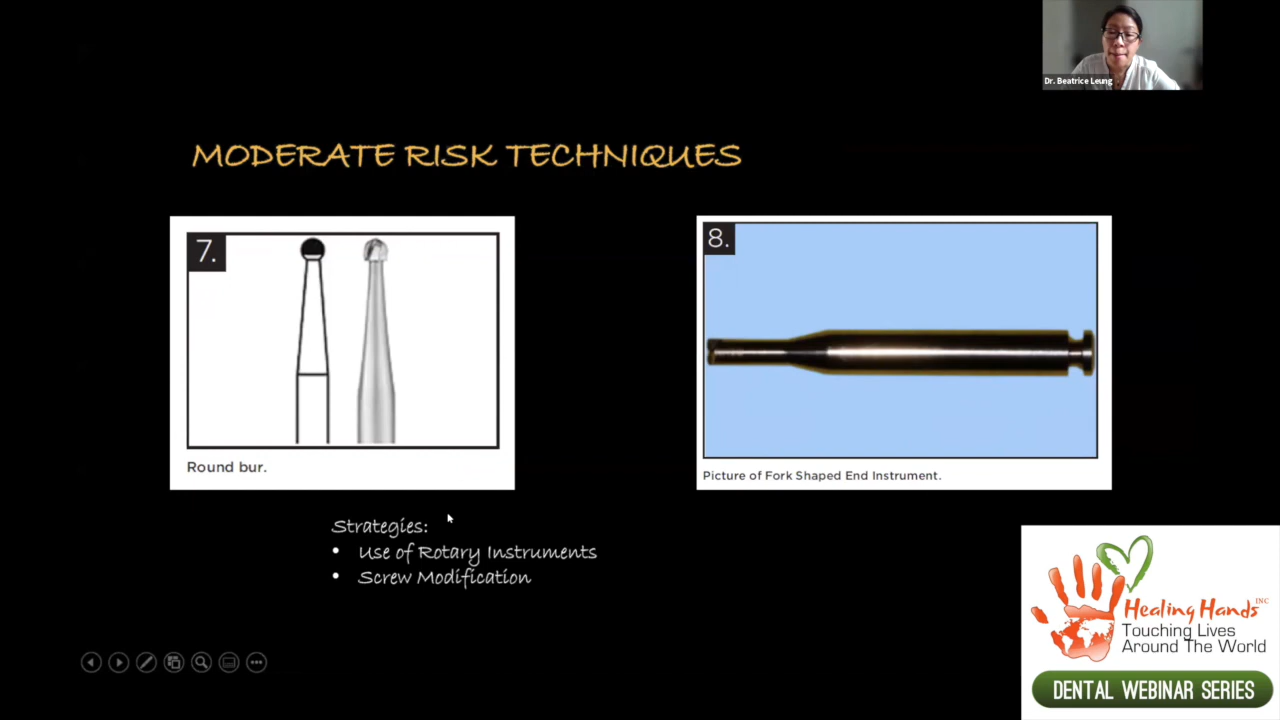 Dr. Beatrice Leung
MODERATE RISK TECHNIQUES
7.
Round bur.
8.
Picture of Fork Shaped End Instrument.
Strategies:
• Use of Rotary Instruments
• Screw Modification
Healing Hands INC
Touching Lives
Around The World
DENTAL WEBINAR SERIES